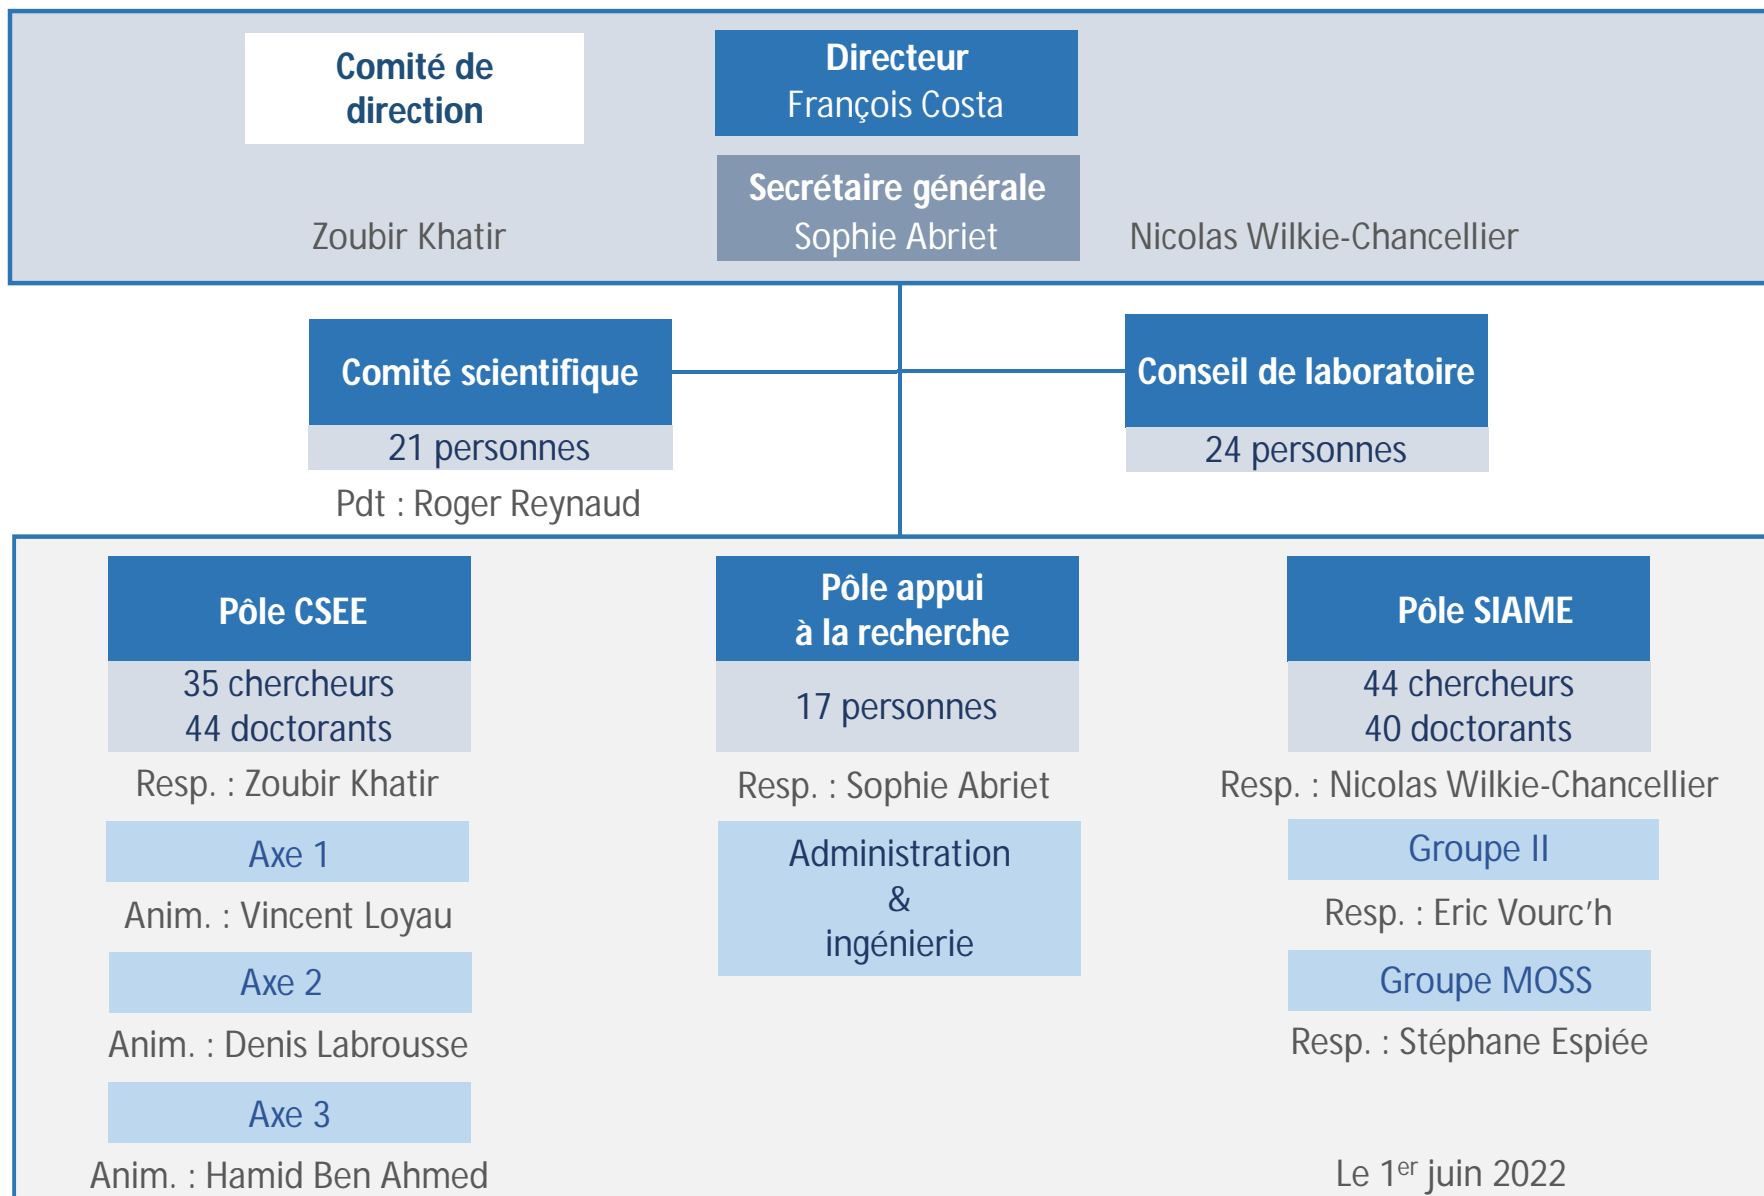 Comité de
direction
Directeur
François Costa
Secrétaire générale
Sophie Abriet
Zoubir Khatir
Nicolas Wilkie-Chancellier
Comité scientifique
21 personnes
Pdt : Roger Reynaud
Conseil de laboratoire
24 personnes
Pôle CSEE
35 chercheurs
44 doctorants
Resp. : Zoubir Khatir
Axe 1
Anim. : Vincent Loyau
Axe 2
Anim. : Denis Labrousse
Axe 3
Anim. : Hamid Ben Ahmed
Pôle appui
à la recherche
17 personnes
Resp. : Sophie Abriet
Administration
&
ingénierie
Pôle SIAME
44 chercheurs
40 doctorants
Resp. : Nicolas Wilkie-Chancellier
Groupe II
Resp. : Eric Vourc’h
Groupe MOSS
Resp. : Stéphane Espiée
Le 1er juin 2022